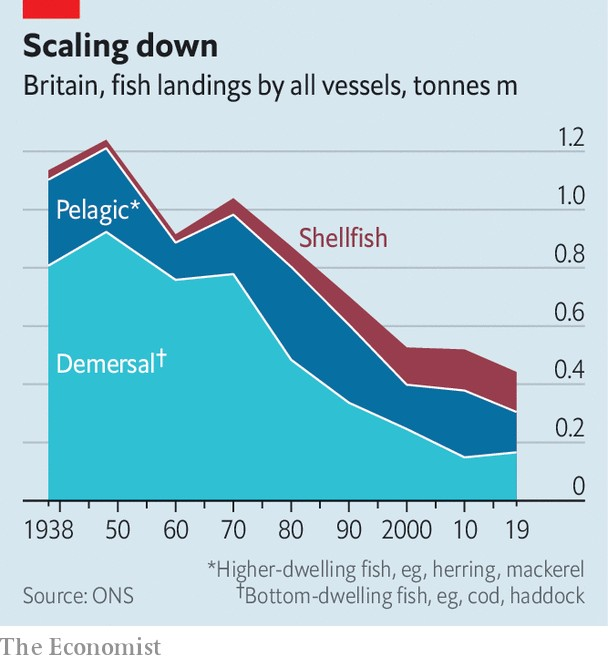 Scaling down
Britain, fish landings by all vessels, tonnes m
1.2
1.0
Pelagic*
Shellfish
0.8
0.6
Demersal†
0.4
0.2
0
1938 50 60 70 80 90 2000 10 19
*Higher-dwelling fish, eg, herring, mackerel
Source: ONS †Bottom-dwelling fish, eg, cod, haddock
The Economist